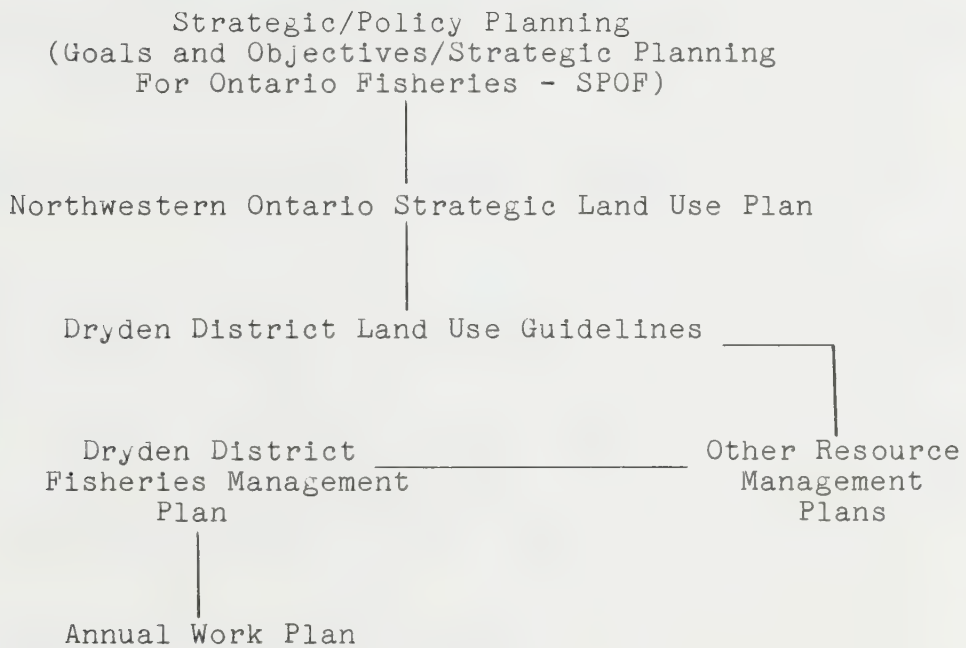 Strategic/Policy Planning
(Goals and Objectives/Strategic Planning
For Ontario Fisheries - SPOF)
Northwestern Ontario Strategic Land Use Plan
Dryden District Land Use Guidelines
Dryden District
Fisheries Management
Plan
Other Resource
Management
Plans
Annual Work Plan